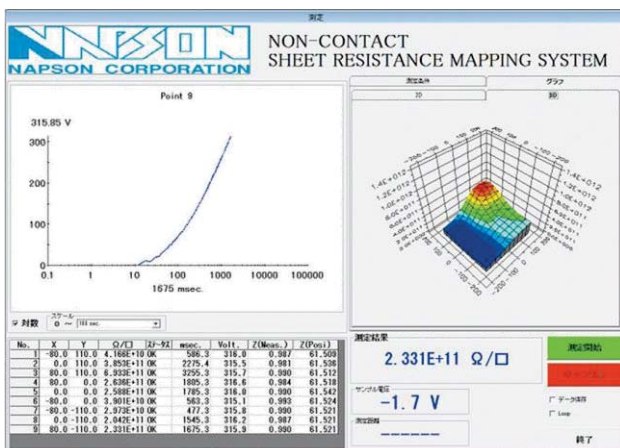 測定
NAPSON
NAPSON CORPORATION
NON-CONTACT
SHEET RESISTANCE MAPPING SYSTEM
Point 9
315.85 V
300
200
100
0
0.1 1 10 100 1000 10000 100000
1675 msec.
対数
スケール
0 ~
測定条件 グラフ
2D 3D
No. X Y Ω/□ ｽﾃｰﾀｽ msec. Volt. Z(Meas.) Z(Posi)
1 -80.0 110.0 4.166E+10 OK 586.3 316.0 0.987 61.509
2 0.0 110.0 3.853E+11 OK 2275.4 315.5 0.981 61.536
3 80.0 110.0 6.933E+11 OK 3255.3 315.7 0.990 61.512
4 80.0 0.0 2.636E+11 OK 1805.3 315.6 0.984 61.518
5 0.0 0.0 2.588E+11 OK 1785.3 316.0 0.990 61.542
6 -80.0 0.0 3.901E+10 OK 563.3 315.1 0.993 61.524
7 -80.0 -110.0 2.973E+10 OK 477.3 315.8 0.990 61.521
8 0.0 -110.0 2.042E+11 OK 1545.3 316.2 0.987 61.521
9 80.0 -110.0 2.331E+11 OK 1675.3 315.9 0.990 61.521
測定結果
2.331E+11 Ω/□
サンプル電圧
-1.7 V
測定距離
------
測定開始
データ保存
Loop
終了